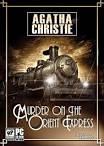 AGATHA
CHRISTIE
MURDER ON THE
ORIENT EXPRESS
PC